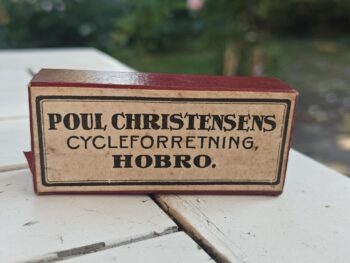 POUL CHRISTENSENS
CYCLEFORRETNING,
HOBRO.